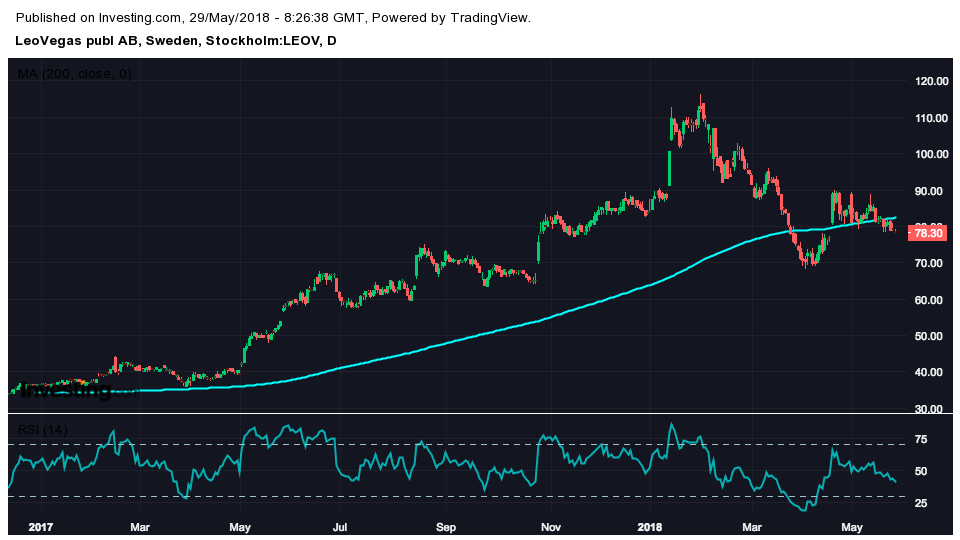 Published on Investing.com, 29/May/2018 - 8:26:38 GMT, Powered by TradingView.
LeoVegas publ AB, Sweden, Stockholm:LEOV, D
MA (200, close, 0)
120.00
110.00
100.00
90.00
80.00
78.30
70.00
60.00
50.00
40.00
Investing
30.00
RSI (14)
75
50
25
2017 Mar May Jul Sep Nov 2018 Mar May